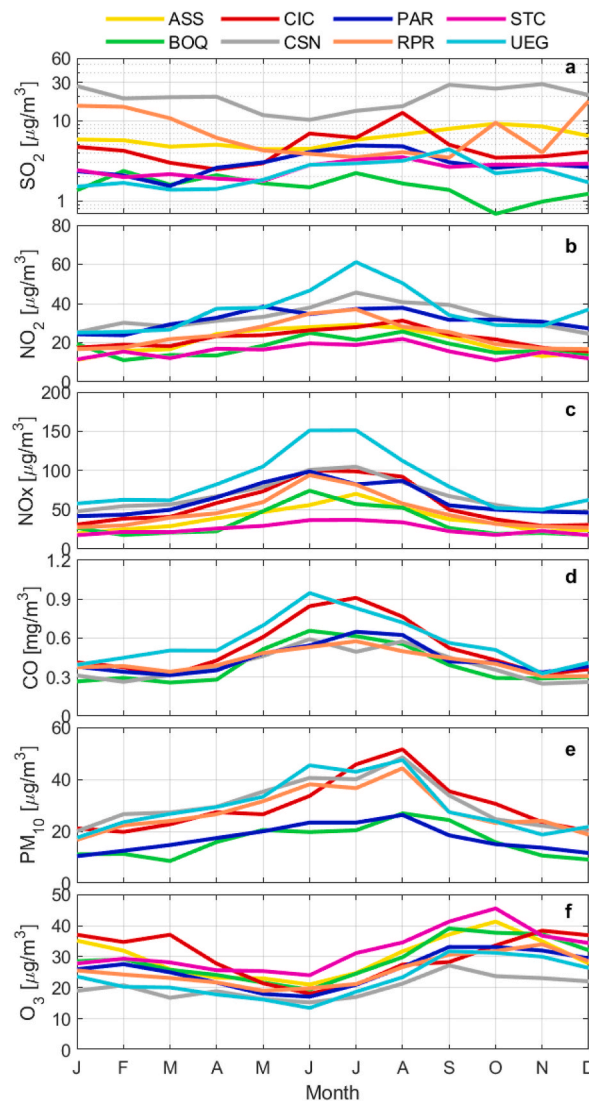 ASS CIC PAR STC
BOQ CSN RPR UEG
a
SO2 [μg/m³]
60
30
10
1
b
NO2 [μg/m³]
80
60
40
20
0
c
NOx [μg/m³]
200
150
100
50
0
d
CO [mg/m³]
1.2
0.9
0.6
0.3
0
e
PM10 [μg/m³]
60
40
20
0
f
O3 [μg/m³]
50
40
30
20
10
0
J F M A M J J A S O N D
Month